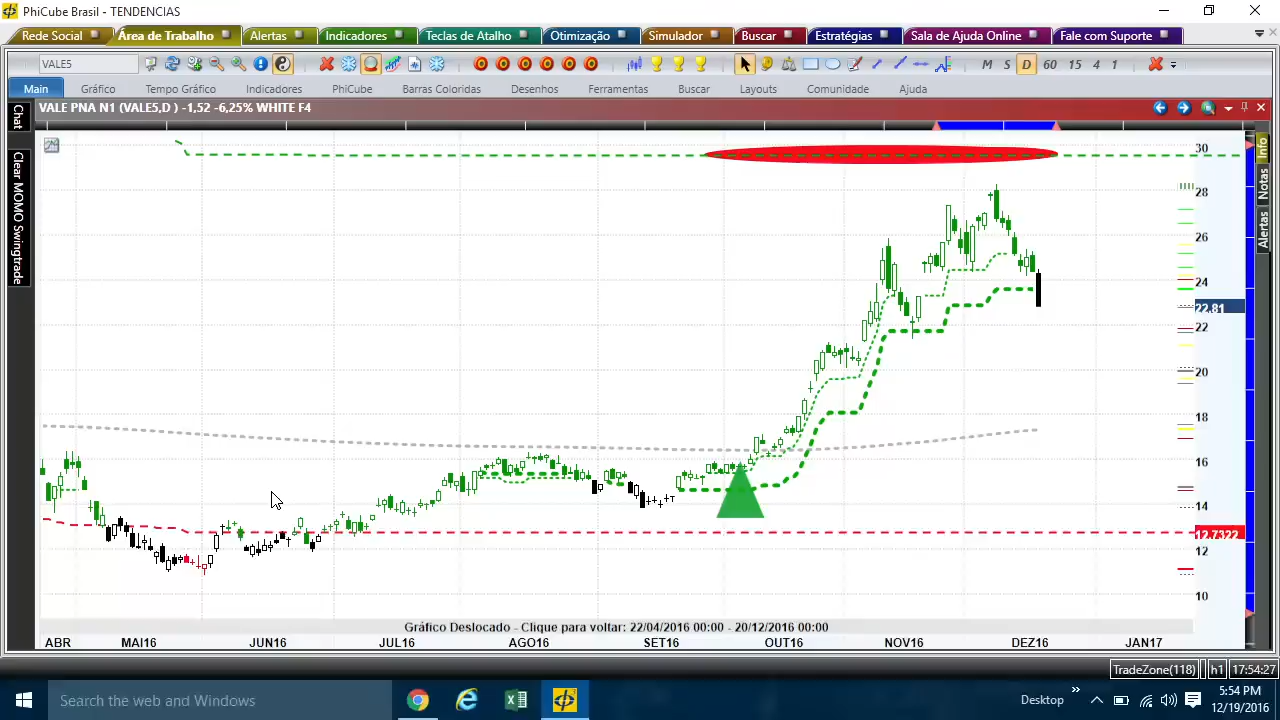 PhiCube Brasil - TENDENCIAS
Rede Social
Área de Trabalho
Alertas
Indicadores
Teclas de Atalho
Otimização
Simulador
Buscar
Estratégias
Sala de Ajuda Online
Fale com Suporte
VALE5
M S D 60 15 4 1
Main
Gráfico
Tempo Gráfico
Indicadores
PhiCube
Barras Coloridas
Desenhos
Ferramentas
Buscar
Layouts
Comunidade
Ajuda
VALE PNA N1 (VALE5,D ) -1,52 -6,25% WHITE F4
Chat
Clicar MOMO Swingtrade
Info
Notas
Alertas
30
28
26
24
22.81
22
20
18
16
14
12.7322
12
10
Gráfico Deslocado - Clique para voltar: 22/04/2016 00:00 - 20/12/2016 00:00
ABR
MAI16
JUN16
JUL16
AGO16
SET16
OUT16
NOV16
DEZ16
JAN17
TradeZone(118)
h1
17:54:27
Search the web and Windows
Desktop
5:54 PM
12/19/2016